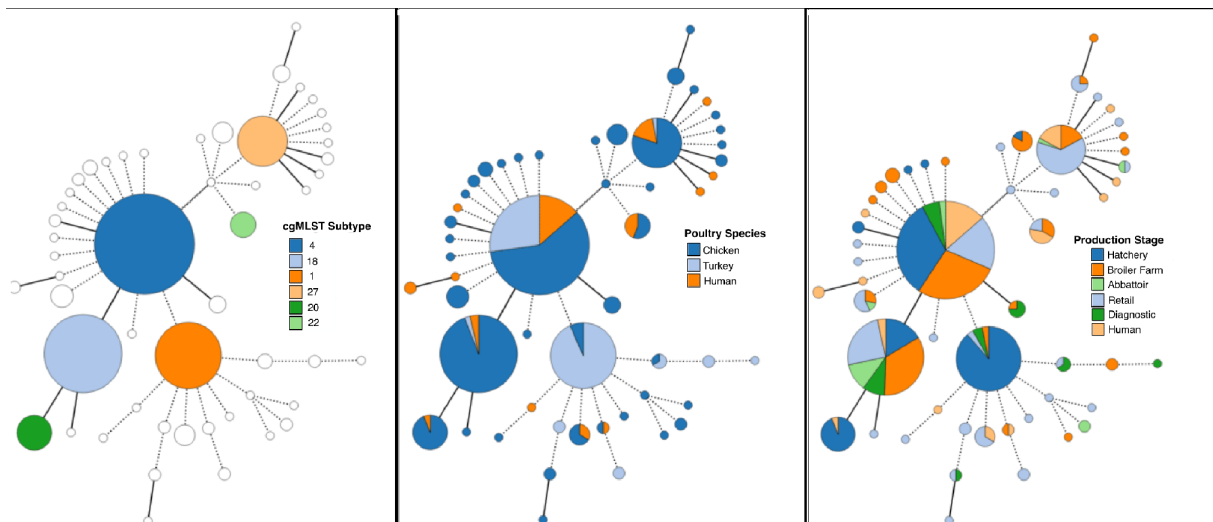 cgMLST Subtype
4
18
1
27
20
22
Poultry Species
Chicken
Turkey
Human
Production Stage
Hatchery
Broiler Farm
Abbattoir
Retail
Diagnostic
Human